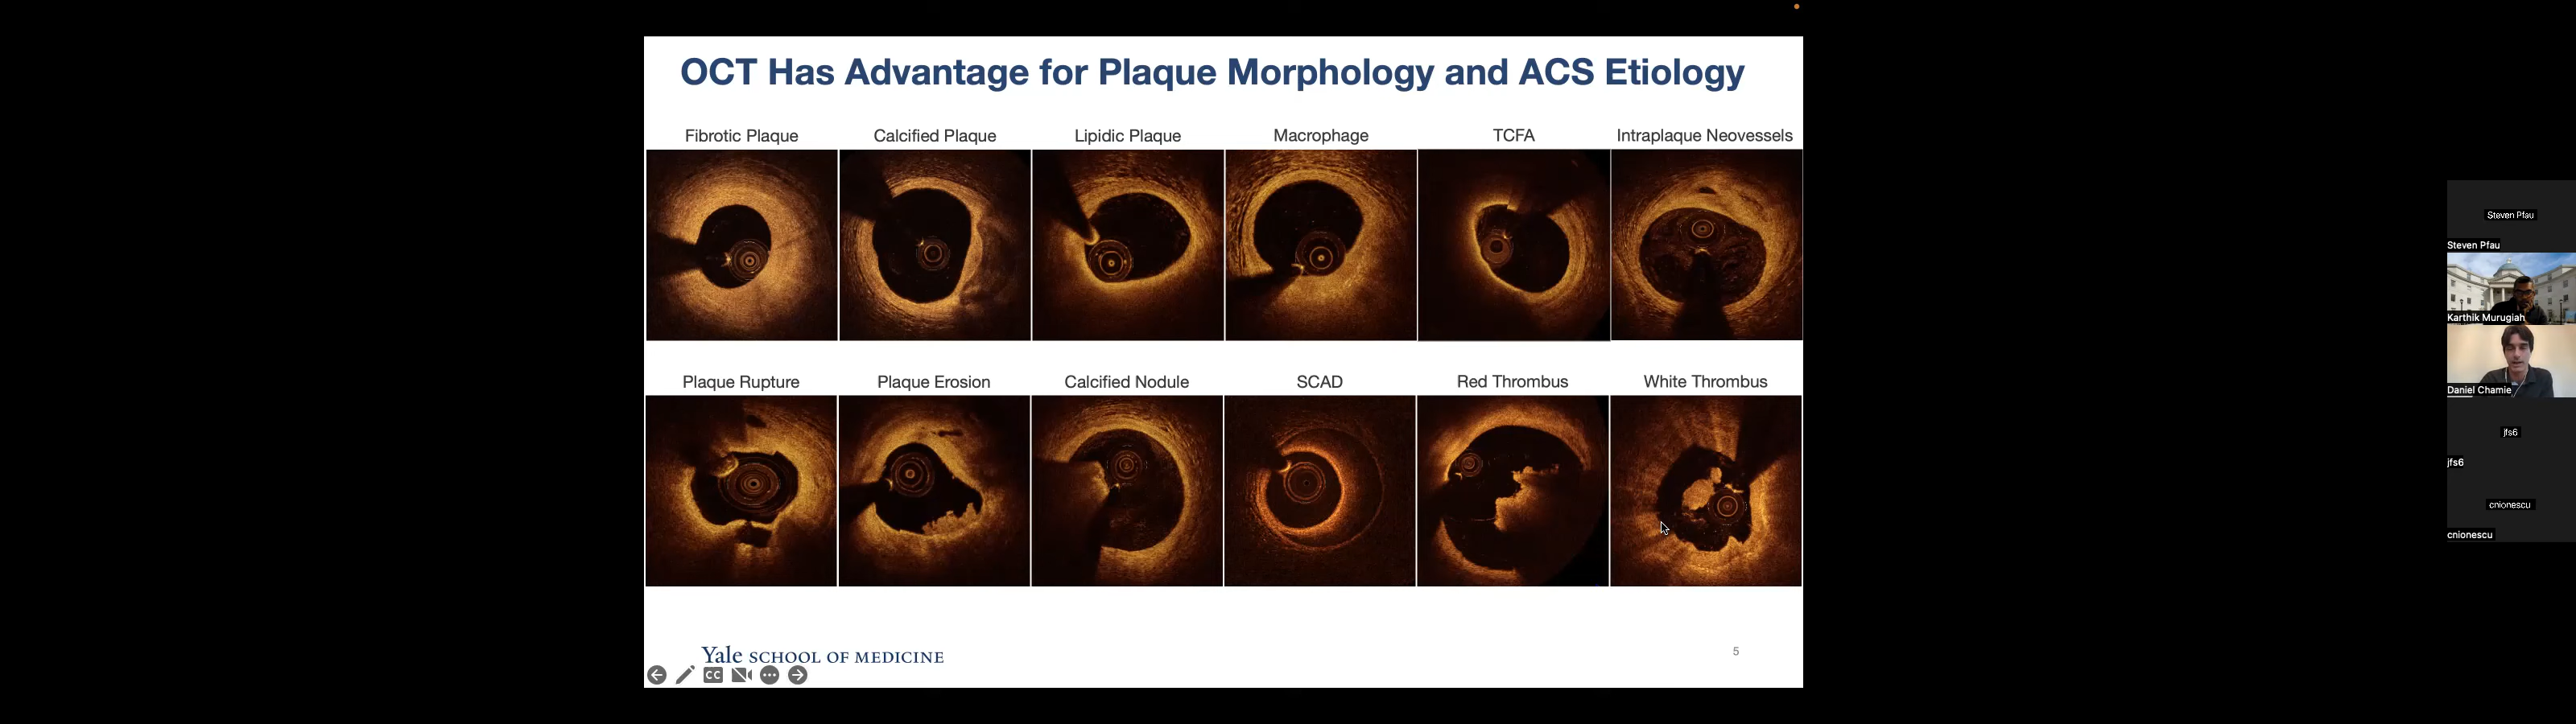 OCT Has Advantage for Plaque Morphology and ACS Etiology
Fibrotic Plaque
Calcified Plaque
Lipidic Plaque
Macrophage
TCFA
Intraplaque Neovessels
Plaque Rupture
Plaque Erosion
Calcified Nodule
SCAD
Red Thrombus
White Thrombus
Yale SCHOOL OF MEDICINE
5
CC
Steven Pfau
Steven Pfau
Karthik Murugiah
Daniel Chamie
jfs6
jfs6
cnionescu
cnionescu